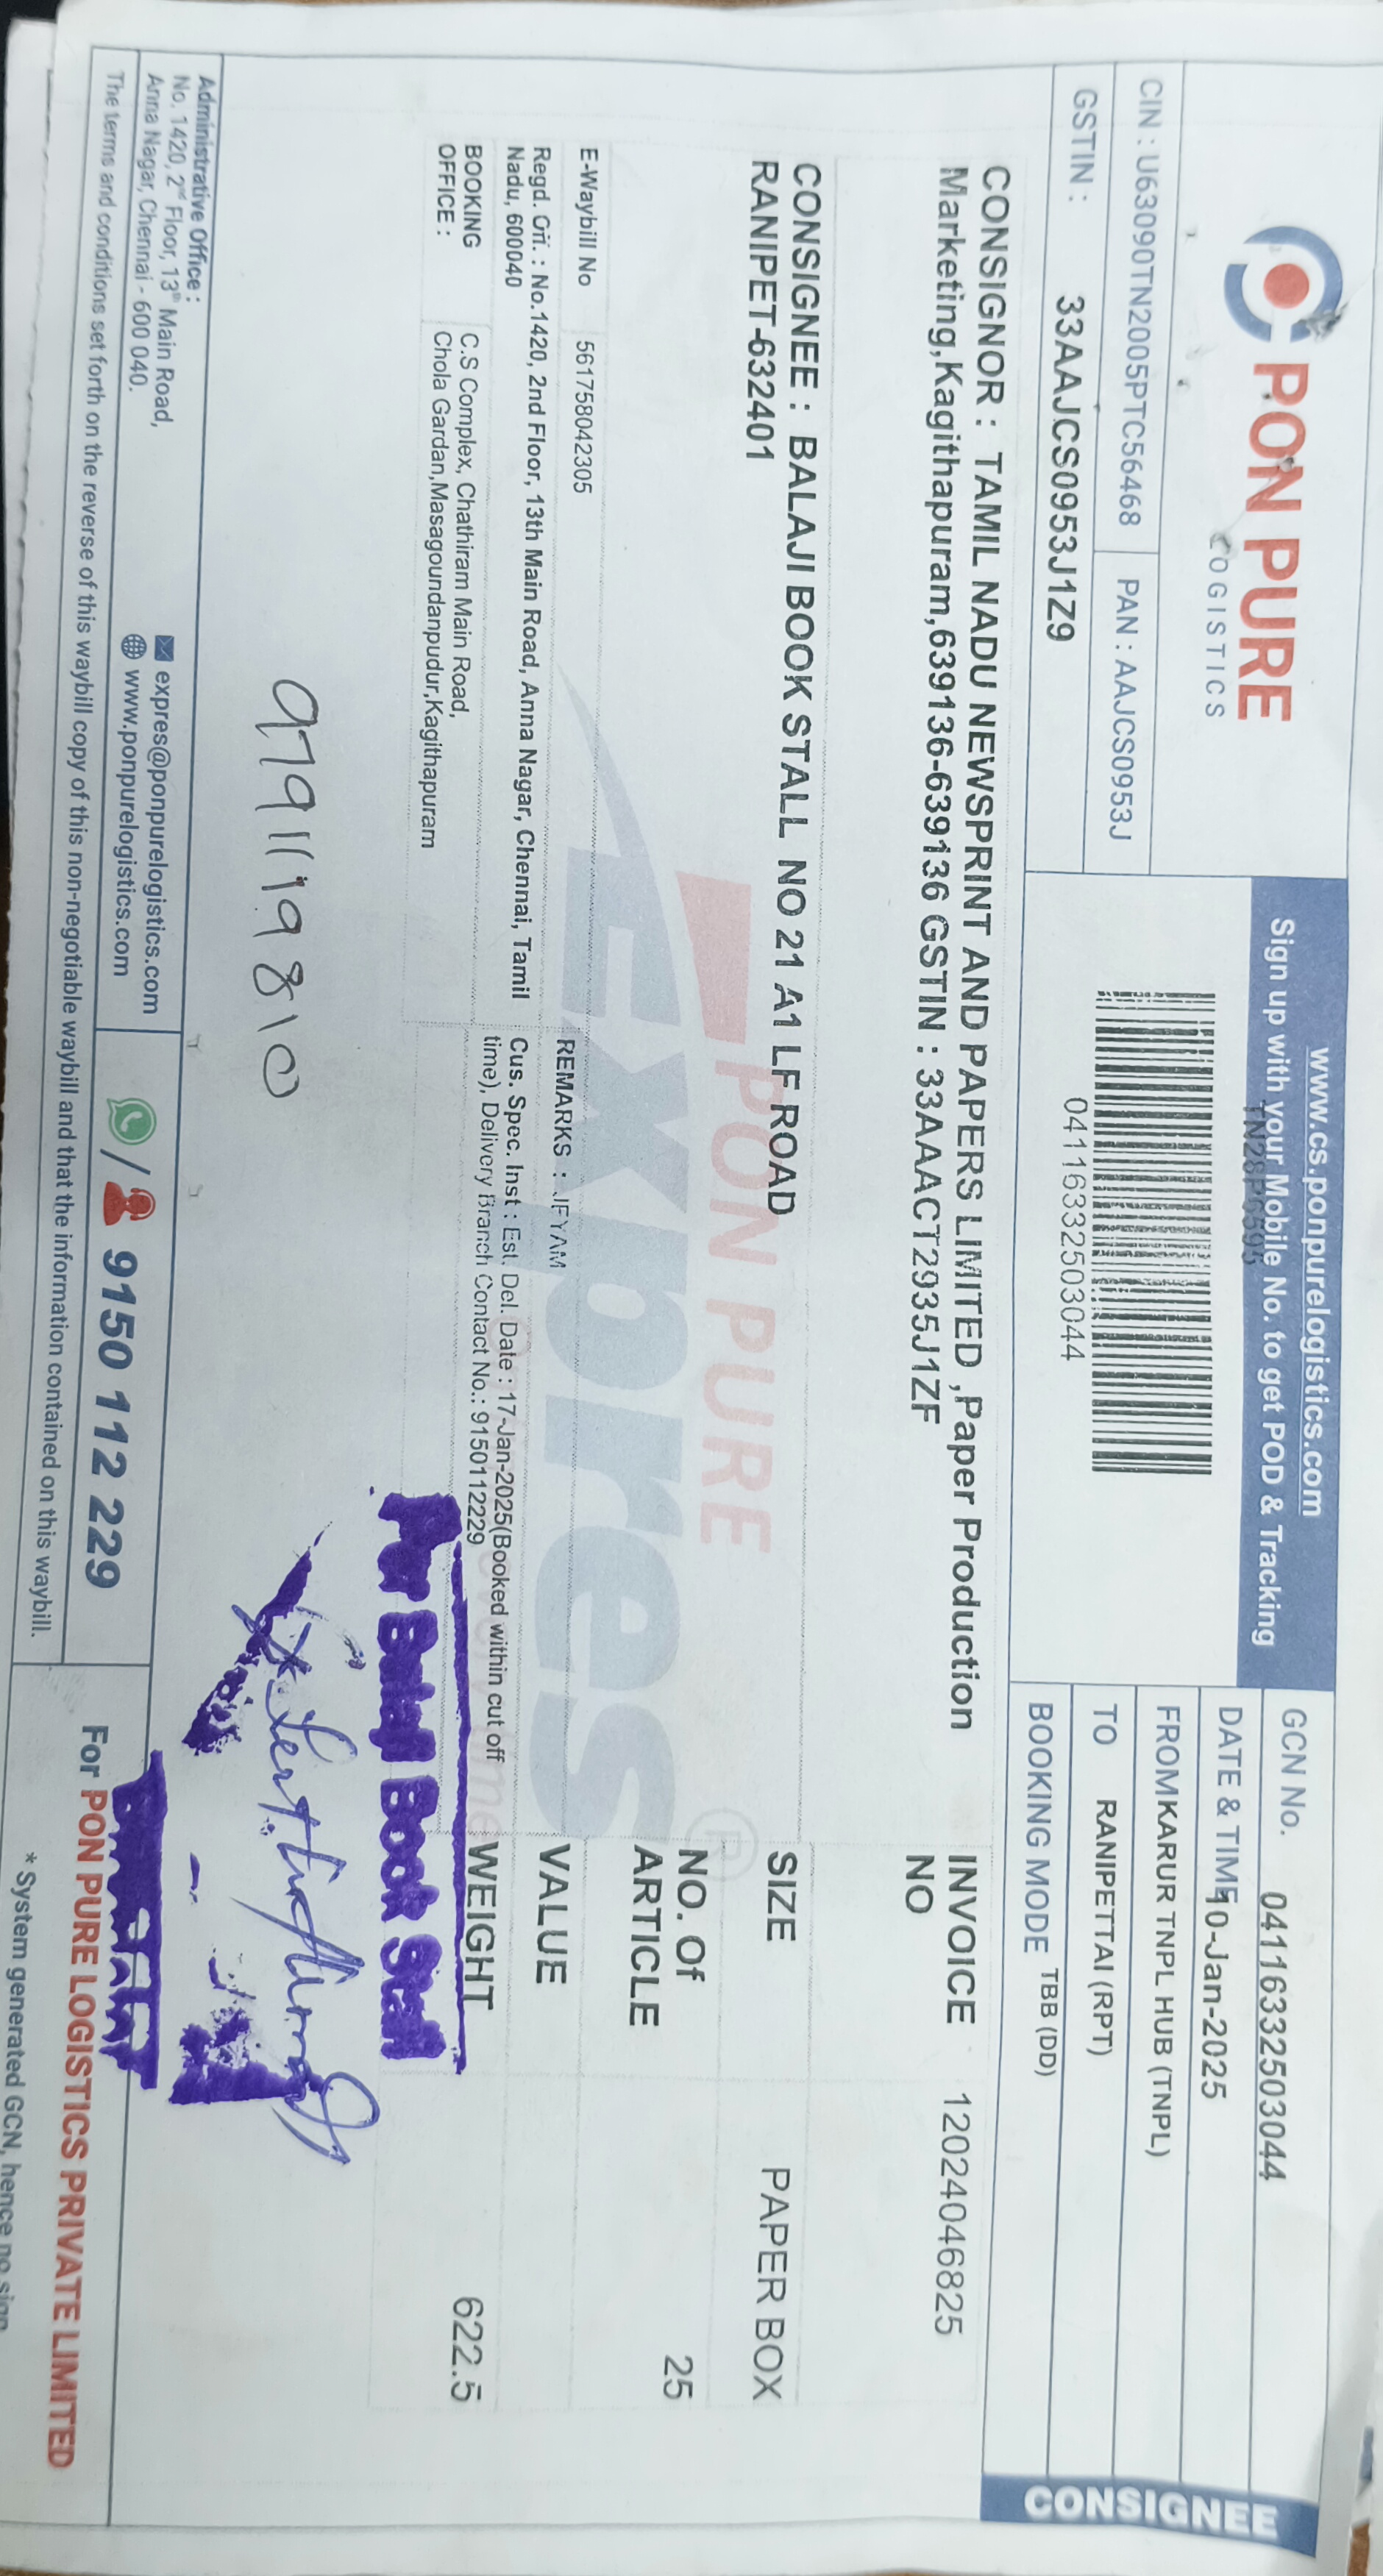 PON PURE
LOGISTICS
CIN : U63090TN2005PTC56468 PAN : AAJCS0953J
GSTIN : 33AAJCS0953J1Z9
www.cs.ponpurelogistics.com
Sign up with your Mobile No. to get POD & Tracking
TN28P6595
04116332503044
GCN No. 04116332503044
DATE & TIME 10-Jan-2025
FROM KARUR TNPL HUB (TNPL)
TO RANIPETTAI (RPT)
BOOKING MODE TBB (DD)
CONSIGNEE
CONSIGNOR : TAMIL NADU NEWSPRINT AND PAPERS LIMITED ,Paper Production
Marketing,Kagithapuram,639136-639136 GSTIN : 33AAACT2935J1ZF
INVOICE NO 12024046825
CONSIGNEE : BALAJI BOOK STALL NO 21 A1 LF ROAD
RANIPET-632401
SIZE PAPER BOX
NO. Of ARTICLE 25
VALUE
WEIGHT 622.5
PON PURE
Expres
E-Waybill No 561758042305
REMARKS :
Regd. Off. : No.1420, 2nd Floor, 13th Main Road, Anna Nagar, Chennai, Tamil
Nadu, 600040
Cus. Spec. Inst : Est. Del. Date : 17-Jan-2025(Booked within cut off
time), Delivery Branch Contact No.: 9150112229
BOOKING OFFICE : C.S Complex, Chathiram Main Road,
Chola Gardan,Masagoundanpudur,Kagithapuram
For Balaji Book Stall
9791119810
Administrative Office :
No. 1420, 2nd Floor, 13th Main Road,
Anna Nagar, Chennai - 600 040.
expres@ponpurelogistics.com
www.ponpurelogistics.com
/ 9150 112 229
For PON PURE LOGISTICS PRIVATE LIMITED
The terms and conditions set forth on the reverse of this waybill copy of this non-negotiable waybill and that the information contained on this waybill.
* System generated GCN, hence no sign